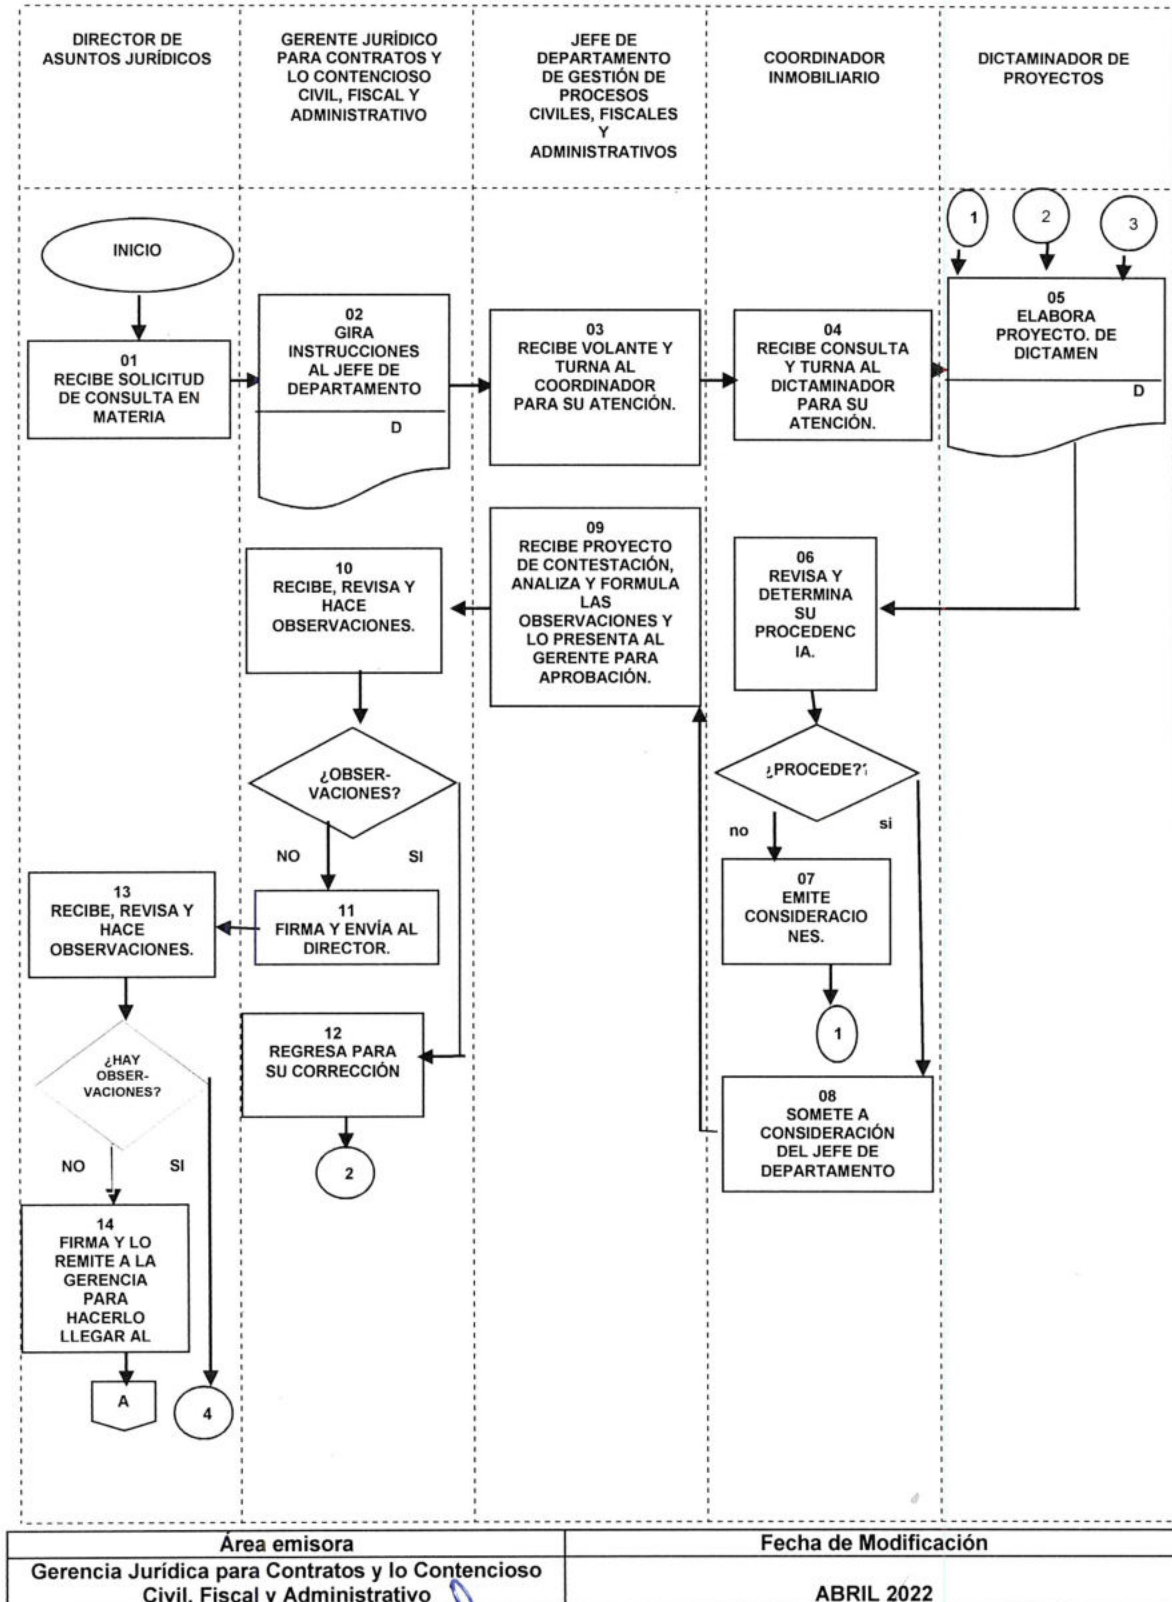 DIRECTOR DE
ASUNTOS JURÍDICOS
GERENTE JURÍDICO
PARA CONTRATOS Y
LO CONTENCIOSO
CIVIL, FISCAL Y
ADMINISTRATIVO
JEFE DE
DEPARTAMENTO
DE GESTIÓN DE
PROCESOS
CIVILES, FISCALES
Y
ADMINISTRATIVOS
COORDINADOR
INMOBILIARIO
DICTAMINADOR DE
PROYECTOS
INICIO
1
2
3
01
RECIBE SOLICITUD
DE CONSULTA EN
MATERIA
02
GIRA
INSTRUCCIONES
AL JEFE DE
DEPARTAMENTO
D
03
RECIBE VOLANTE Y
TURNA AL
COORDINADOR
PARA SU ATENCIÓN.
04
RECIBE CONSULTA
Y TURNA AL
DICTAMINADOR
PARA SU
ATENCIÓN.
05
ELABORA
PROYECTO. DE
DICTAMEN
D
10
RECIBE, REVISA Y
HACE
OBSERVACIONES.
09
RECIBE PROYECTO
DE CONTESTACIÓN,
ANALIZA Y FORMULA
LAS
OBSERVACIONES Y
LO PRESENTA AL
GERENTE PARA
APROBACIÓN.
06
REVISA Y
DETERMINA
SU
PROCEDENC
IA.
¿OBSER-
VACIONES?
NO
SI
¿PROCEDE??
no
si
13
RECIBE, REVISA Y
HACE
OBSERVACIONES.
11
FIRMA Y ENVÍA AL
DIRECTOR.
07
EMITE
CONSIDERACIO
NES.
1
¿HAY
OBSER-
VACIONES?
NO
SI
12
REGRESA PARA
SU CORRECCIÓN
2
08
SOMETE A
CONSIDERACIÓN
DEL JEFE DE
DEPARTAMENTO
14
FIRMA Y LO
REMITE A LA
GERENCIA
PARA
HACERLO
LLEGAR AL
A
4
Área emisora
Fecha de Modificación
Gerencia Jurídica para Contratos y lo Contencioso
Civil, Fiscal y Administrativo
ABRIL 2022